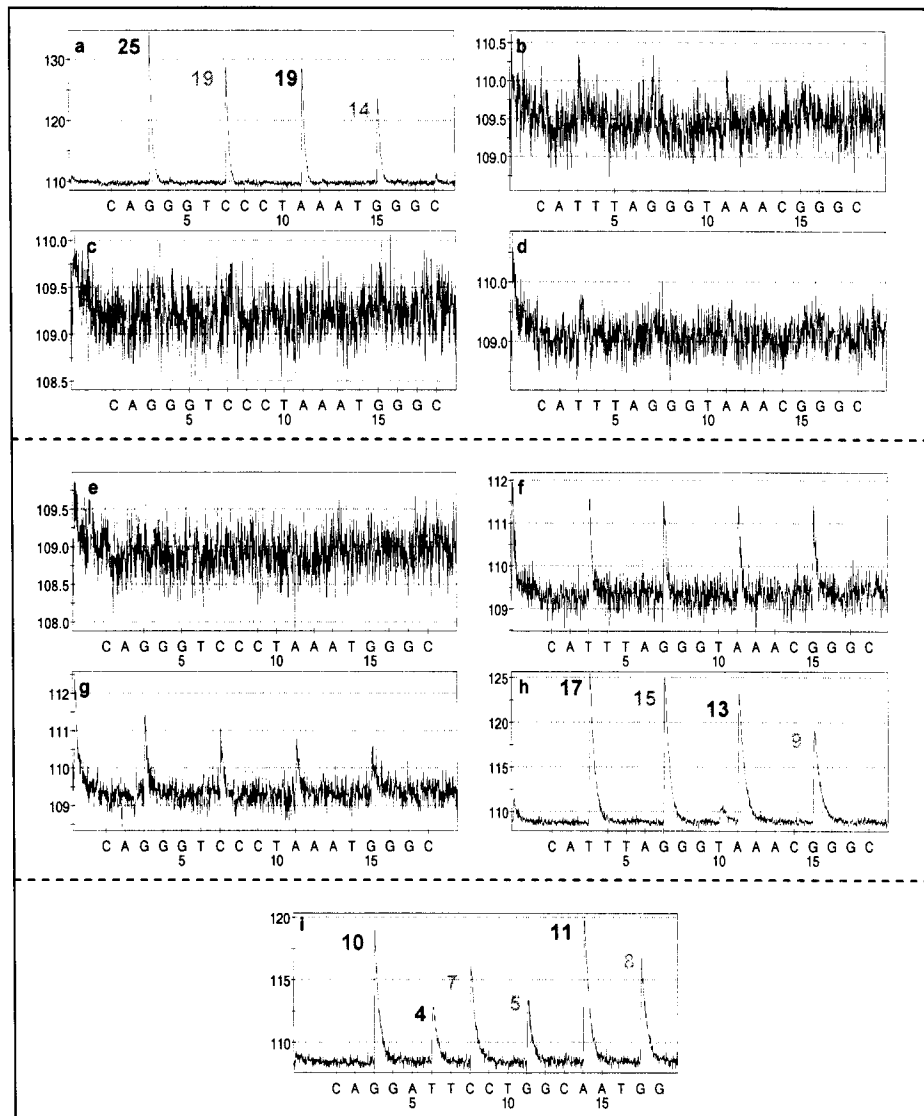 a
25
19
19
14
130
120
110
C A G G G T C C C T A A A T G G G C
5 10 15
b
110.5
110.0
109.5
109.0
C A T T T A G G G T A A A C G G G C
5 10 15
c
110.0
109.5
109.0
108.5
C A G G G T C C C T A A A T G G G C
5 10 15
d
110.0
109.0
C A T T T A G G G T A A A C G G G C
5 10 15
e
109.5
109.0
108.5
108.0
C A G G G T C C C T A A A T G G G C
5 15
f
112
111
110
109
C A T T T A G G G T A A A C G G G C
5 10 15
g
112
111
110
109
C A G G G T C C C T A A A T G G G C
5 10 15
h
17
15
13
9
125
120
115
110
C A T T T A G G G T A A A C G G G C
5 10 15
i
10
4
7
5
11
8
120
115
110
C A G G A T T C C T G G C A A T G G
5 10 15